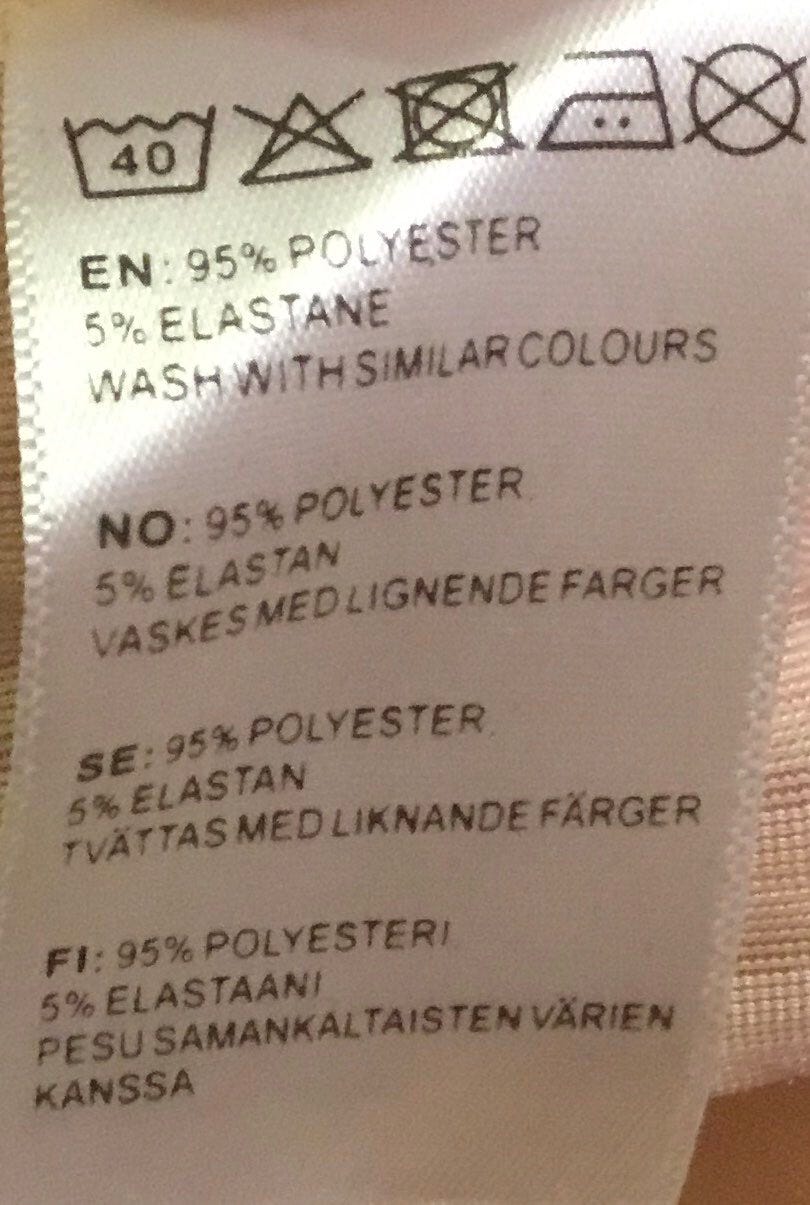 40
EN: 95% POLYESTER
5% ELASTANE
WASH WITH SIMILAR COLOURS
NO: 95% POLYESTER
5% ELASTAN
VASKES MED LIGNENDE FARGER
SE: 95% POLYESTER
5% ELASTAN
TVÄTTAS MED LIKNANDE FÄRGER
FI: 95% POLYESTERI
5% ELASTAANI
PESU SAMANKALTAISTEN VÄRIEN
KANSSA